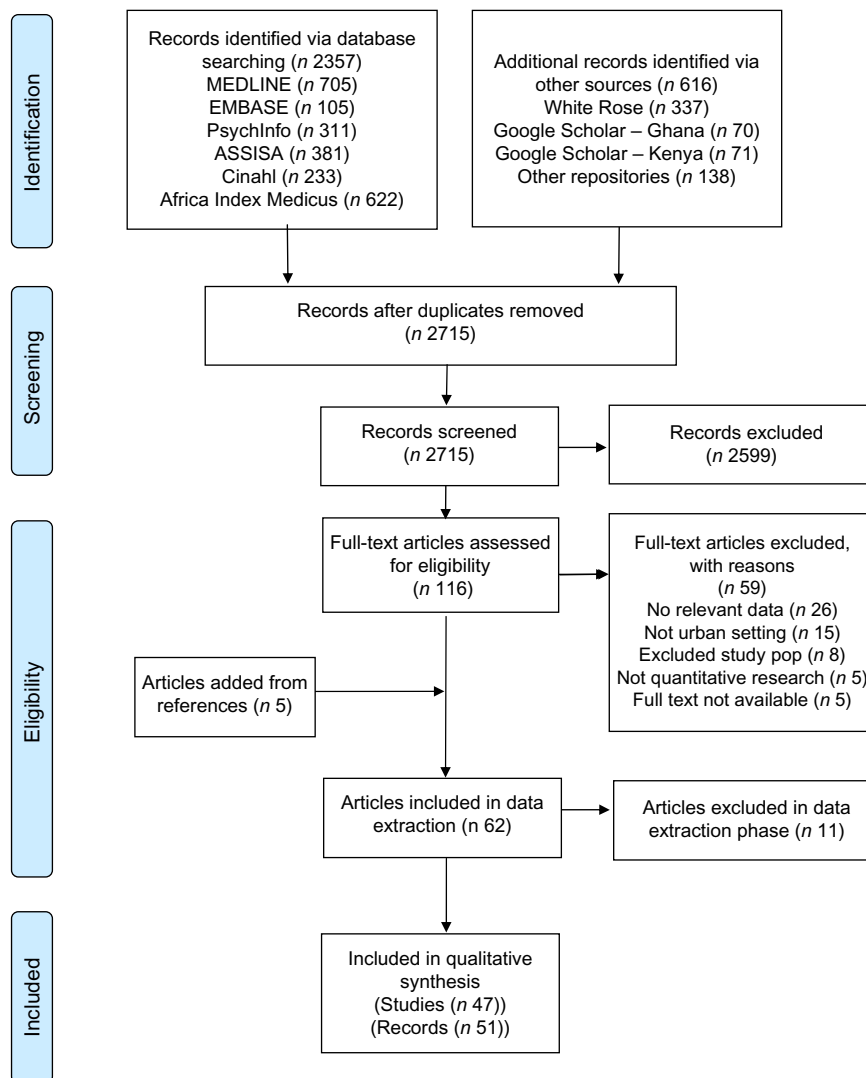 Identification
Records identified via database
searching (n 2357)
MEDLINE (n 705)
EMBASE (n 105)
PsychInfo (n 311)
ASSISA (n 381)
Cinahl (n 233)
Africa Index Medicus (n 622)
Additional records identified via
other sources (n 616)
White Rose (n 337)
Google Scholar – Ghana (n 70)
Google Scholar – Kenya (n 71)
Other repositories (n 138)
Screening
Records after duplicates removed
(n 2715)
Records screened
(n 2715)
Records excluded
(n 2599)
Eligibility
Full-text articles assessed
for eligibility
(n 116)
Full-text articles excluded,
with reasons
(n 59)
No relevant data (n 26)
Not urban setting (n 15)
Excluded study pop (n 8)
Not quantitative research (n 5)
Full text not available (n 5)
Articles added from
references (n 5)
Articles included in data
extraction (n 62)
Articles excluded in data
extraction phase (n 11)
Included
Included in qualitative
synthesis
(Studies (n 47))
(Records (n 51))